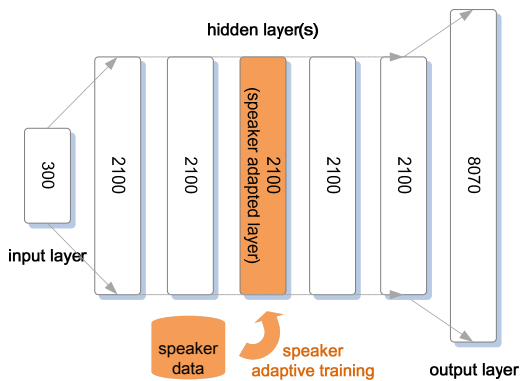 hidden layer(s)
300
2100
2100
2100
(speaker adapted layer)
2100
2100
8070
input layer
speaker
data
speaker
adaptive training
output layer